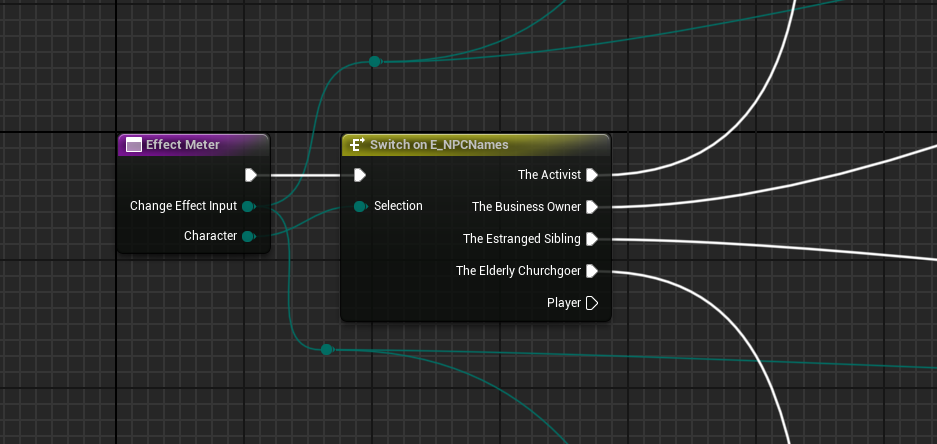 Effect Meter
Change Effect Input
Character
Switch on E_NPCNames
Selection
The Activist
The Business Owner
The Estranged Sibling
The Elderly Churchgoer
Player